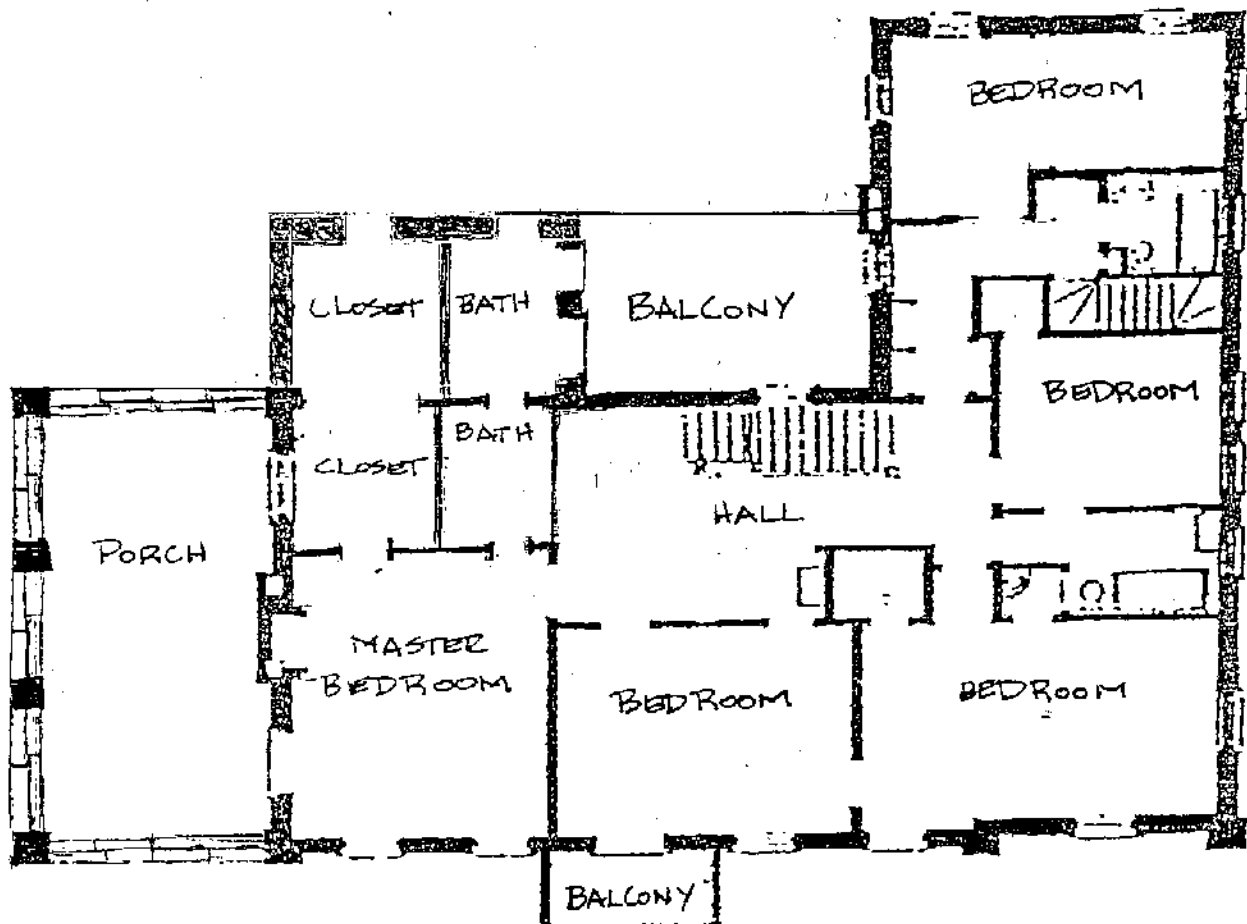 BEDROOM
CLOSET
BATH
BALCONY
BEDROOM
CLOSET
BATH
HALL
PORCH
MASTER
BEDROOM
BEDROOM
BEDROOM
BALCONY